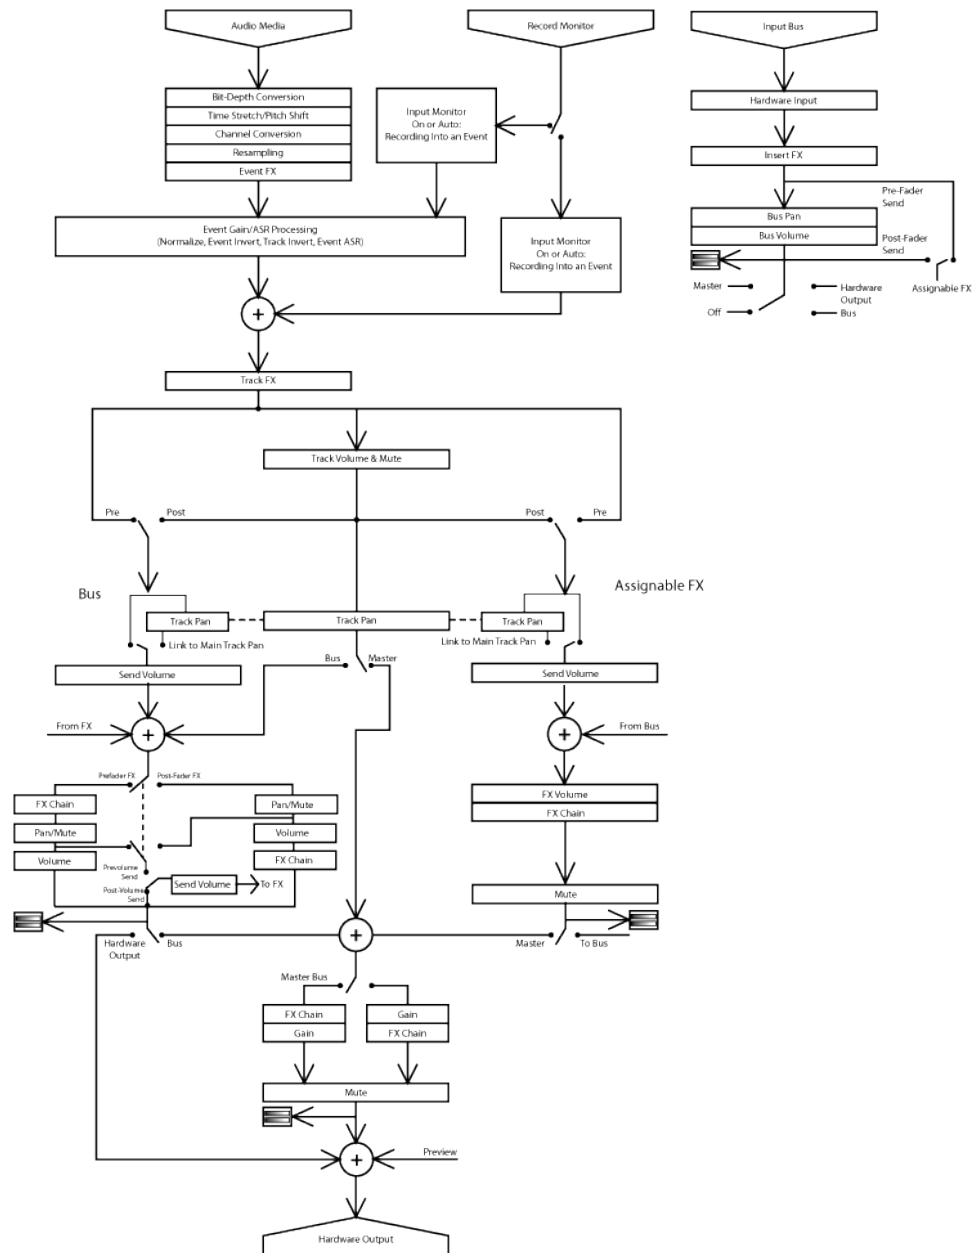 Audio Media
Record Monitor
Input Bus
Biit-Depth Conversion
Time Stretch/Pitch Shift
Channel Conversion
Resampling
Event FX
Input Monitor
On or Auto:
Recording Into an Event
Hardware Input
Insert FX
Pre-Fader
Send
Bus Pan
Bus Volume
Post-Fader
Send
Event Gain/ASR Processing
(Normalize, Event Invert, Track Invert, Event ASR)
Input Monitor
On or Auto:
Recording Into an Event
Master
Off
Hardware
Output
Bus
Assignable FX
Track FX
Track Volume & Mute
Pre
Post
Post
Pre
Bus
Assignable FX
Track Pan
Track Pan
Track Pan
Link to Main Track Pan
Link to Main Track Pan
Bus
Master
Send Volume
Send Volume
From FX
From Bus
Prefader FX
Post-Fader FX
FX Chain
Pan/Mute
Volume
Pan/Mute
Volume
FX Chain
Prevolume
Send
Post-Volume
Send
Send Volume
To FX
FX Volume
FX Chain
Mute
Hardware
Output
Bus
Master
To Bus
Master Bus
FX Chain
Gain
Gain
FX Chain
Mute
Preview
Hardware Output